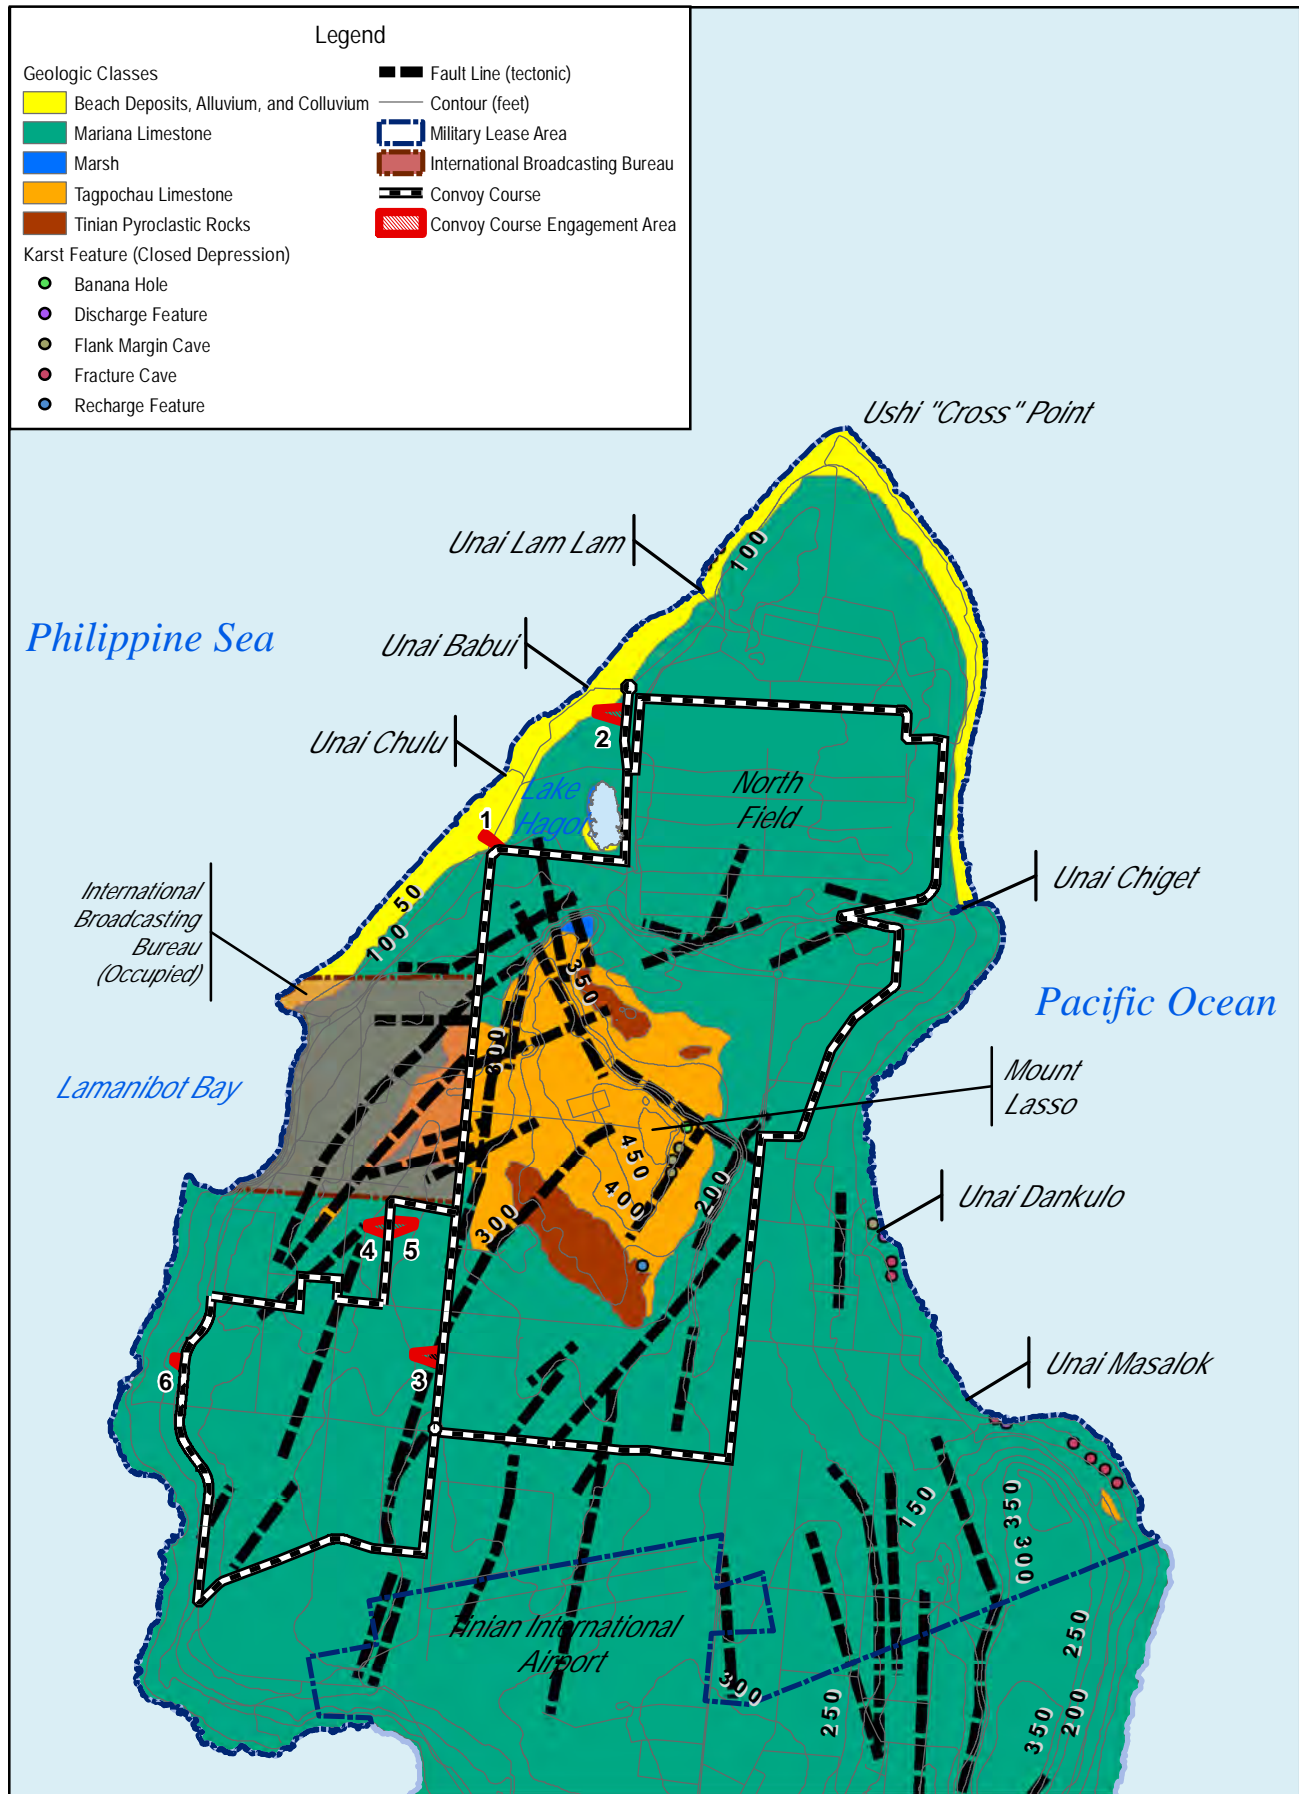 Legend
Geologic Classes
Beach Deposits, Alluvium, and Colluvium
Mariana Limestone
Marsh
Tagpochau Limestone
Tinian Pyroclastic Rocks
Karst Feature (Closed Depression)
Banana Hole
Discharge Feature
Flank Margin Cave
Fracture Cave
Recharge Feature
Fault Line (tectonic)
Contour (feet)
Military Lease Area
International Broadcasting Bureau
Convoy Course
Convoy Course Engagement Area
Ushi "Cross" Point
Unai Lam Lam
100
Philippine Sea
Unai Babui
Unai Chulu
2
Lake
Hagoi
North
Field
1
International
Broadcasting
Bureau
(Occupied)
50
100
Unai Chiget
350
Pacific Ocean
300
Lamanibot Bay
Mount
Lasso
450
400
200
Unai Dankulo
300
4
5
3
6
Unai Masalok
150
350
300
Tinian International
Airport
250
300
250
200
350